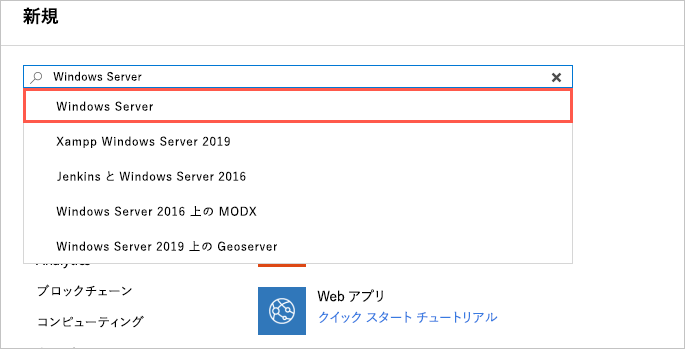 新規
Windows Server
Windows Server
Xampp Windows Server 2019
Jenkins と Windows Server 2016
Windows Server 2016 上の MODX
Windows Server 2019 上の Geoserver
Analytics
ブロックチェーン
Web アプリ
クイック スタート チュートリアル
コンピューティング